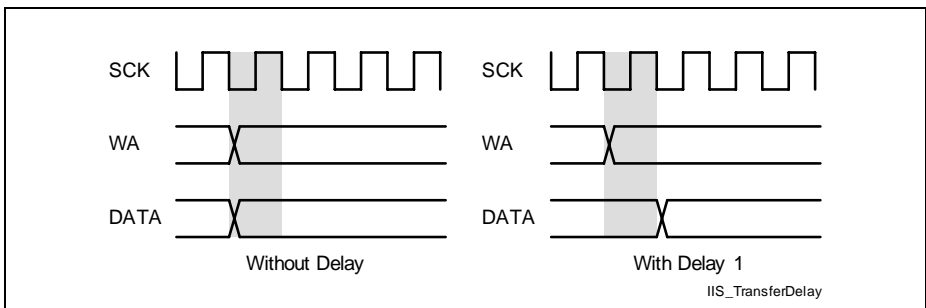 SCK
WA
DATA
Without Delay
SCK
WA
DATA
With Delay 1
IIS_TransferDelay